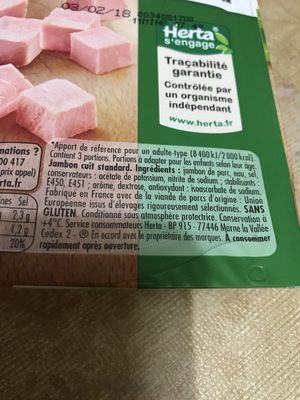 03/02/18
Herta
s'engage
Traçabilité
garantie
Contrôlée par
un organisme
indépendant
www.herta.fr
mations ?
00 417
prix appel)
rta.fr
nes Sel
2,3 g
1,2 g
20%
*Apport de référence pour un adulte-type (8 400 kJ/2 000 kcal)
Contient 3 portions. Portions à adapter pour les enfants selon leur âge.
Jambon cuit standard. Ingrédients : jambon de porc, eau, sel,
conservateurs : acétate de potassium, nitrite de sodium ; stabilisants :
E450, E451 ; arôme, dextrose, antioxydant : isoascorbate de sodium.
Fabriqué en France avec de la viande de porcs d'origine : Union
Européenne issus d'élevages rigoureusement sélectionnés. SANS
GLUTEN. Conditionné sous atmosphère protectrice. Conservation à
+4°C. Service consommateurs Herta - BP 915 - 77446 Marne la Vallée
Cedex 2 - ® En accord avec le propriétaire des marques. A consommer
rapidement après ouverture.